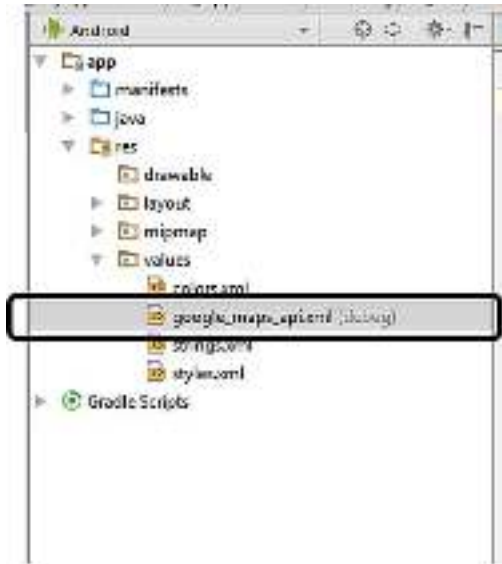 Android
app
manifests
java
res
drawable
layout
mipmap
values
colors.xml
google_maps_api.xml (debug)
strings.xml
styles.xml
Gradle Scripts